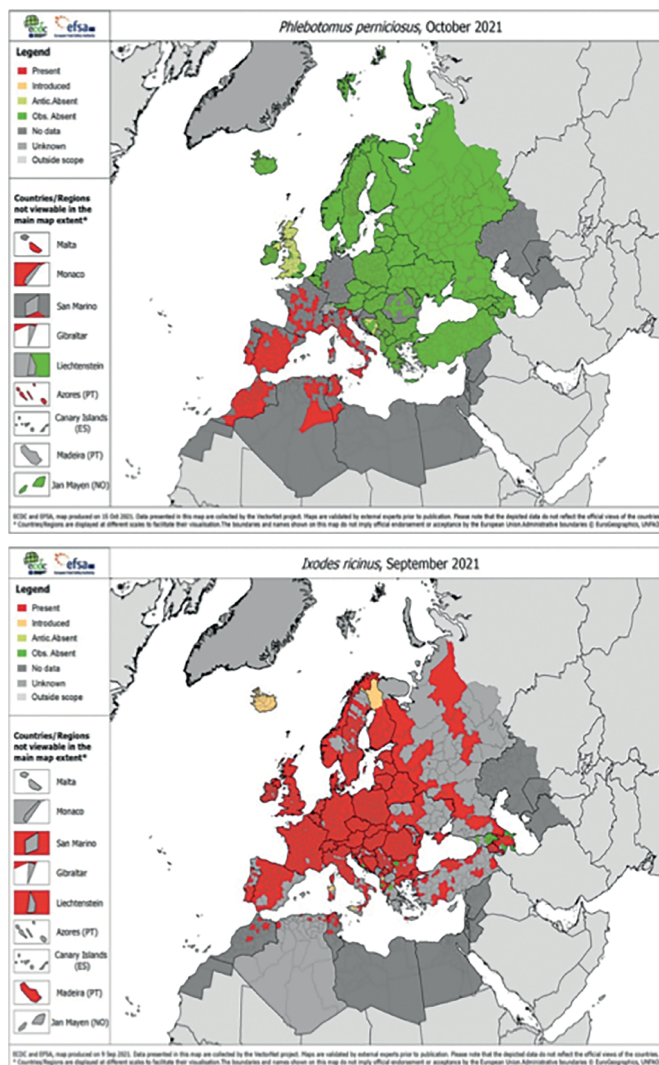 ecdc efsa
Phlebotomus perniciosus, October 2021
Legend
Present
Introduced
Antic.Absent
Obs. Absent
No data
Unknown
Outside scope
Countries/Regions
not viewable in the
main map extent*
Malta
Monaco
San Marino
Gibraltar
Liechtenstein
Azores (PT)
Canary Islands
(ES)
Madeira (PT)
Jan Mayen (NO)
ECDC and EFSA, map produced on 15 Oct 2021. Data presented in this map are collected by the VectorNet project. Maps are validated by external experts prior to publication. Please note that the depicted data do not reflect the official views of the countries.
* Countries/Regions are displayed at different scales to facilitate their visualisation.The boundaries and names shown on this map do not imply official endorsement or acceptance by the European Union.Administrative boundaries © EuroGeographics, UNFAO
ecdc efsa
Ixodes ricinus, September 2021
Legend
Present
Introduced
Antic.Absent
Obs. Absent
No data
Unknown
Outside scope
Countries/Regions
not viewable in the
main map extent*
Malta
Monaco
San Marino
Gibraltar
Liechtenstein
Azores (PT)
Canary Islands
(ES)
Madeira (PT)
Jan Mayen (NO)
ECDC and EFSA, map produced on 9 Sep 2021. Data presented in this map are collected by the VectorNet project. Maps are validated by external experts prior to publication. Please note that the depicted data do not reflect the official views of the countries.
* Countries/Regions are displayed at different scales to facilitate their visualisation.The boundaries and names shown on this map do not imply official endorsement or acceptance by the European Union.Administrative boundaries © EuroGeographics, UNFAO